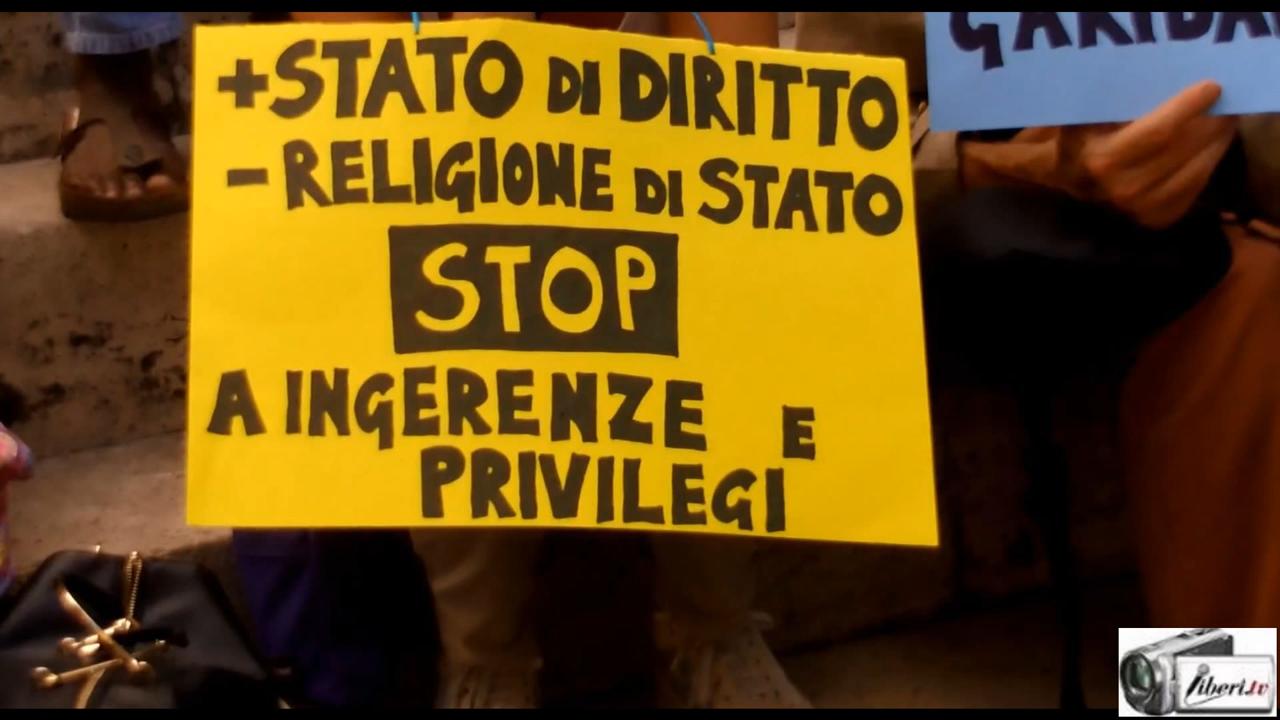 +STATO DI DIRITTO
- RELIGIONE DI STATO
STOP
A INGERENZE E
PRIVILEGI
liberi.tv